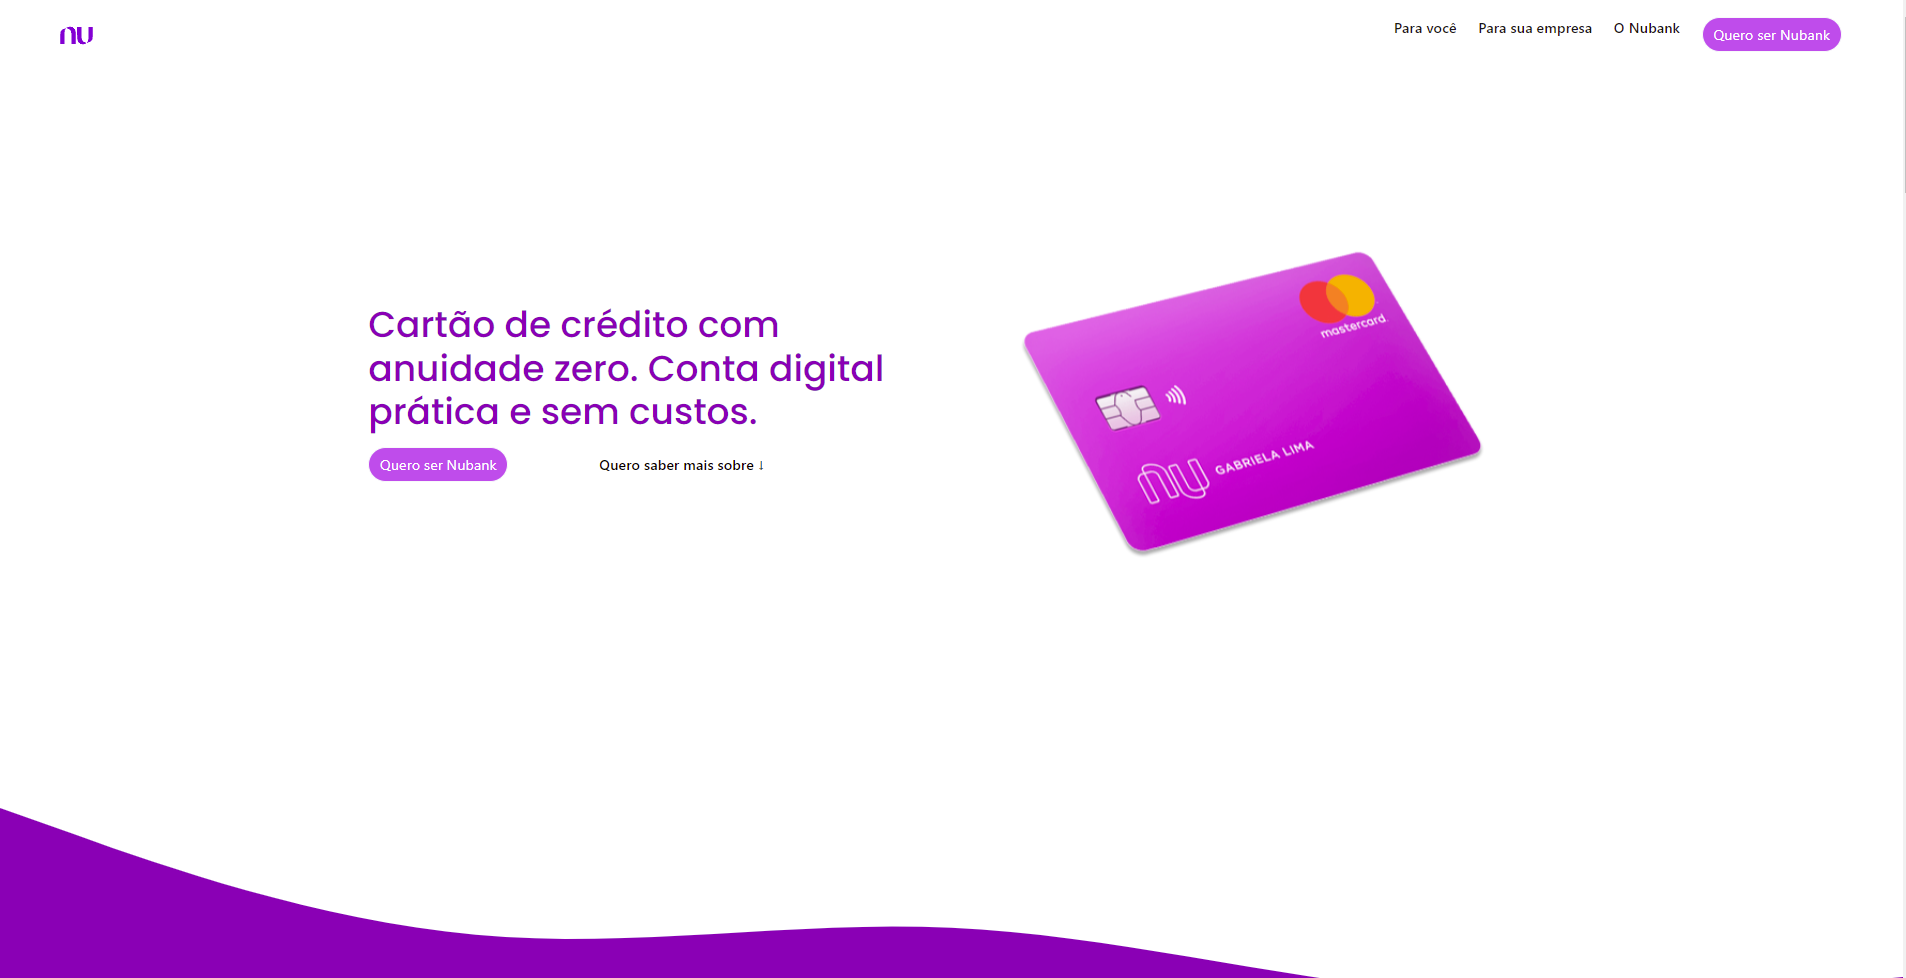 nu
Para você
Para sua empresa
O Nubank
Quero ser Nubank
Cartão de crédito com
anuidade zero. Conta digital
prática e sem custos.
Quero ser Nubank
Quero saber mais sobre ↓
mastercard.
nu GABRIELA LIMA